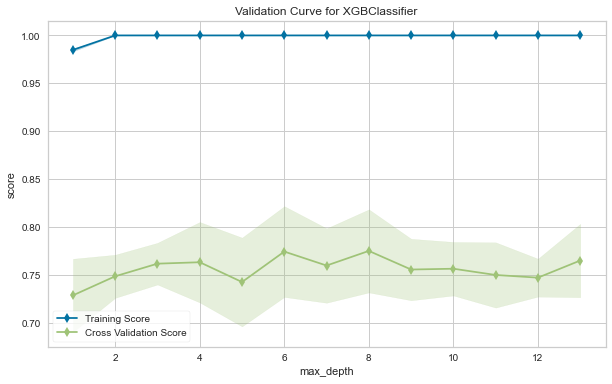 Validation Curve for XGBClassifier
1.00
0.95
0.90
0.85
0.80
0.75
0.70
score
Training Score
Cross Validation Score
2 4 6 8 10 12
max_depth